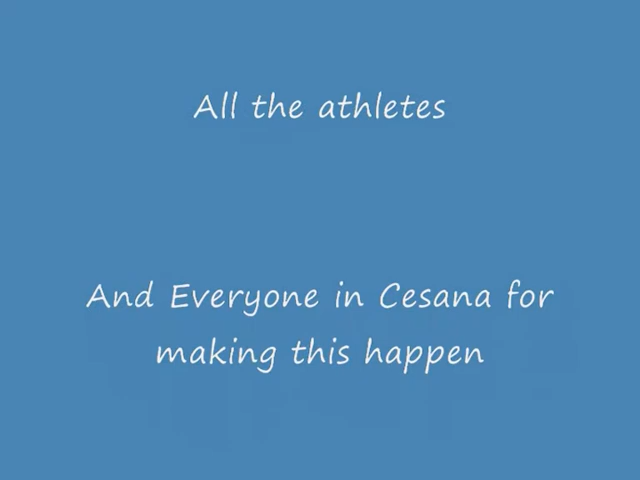 All the athletes
And Everyone in Cesana for
making this happen